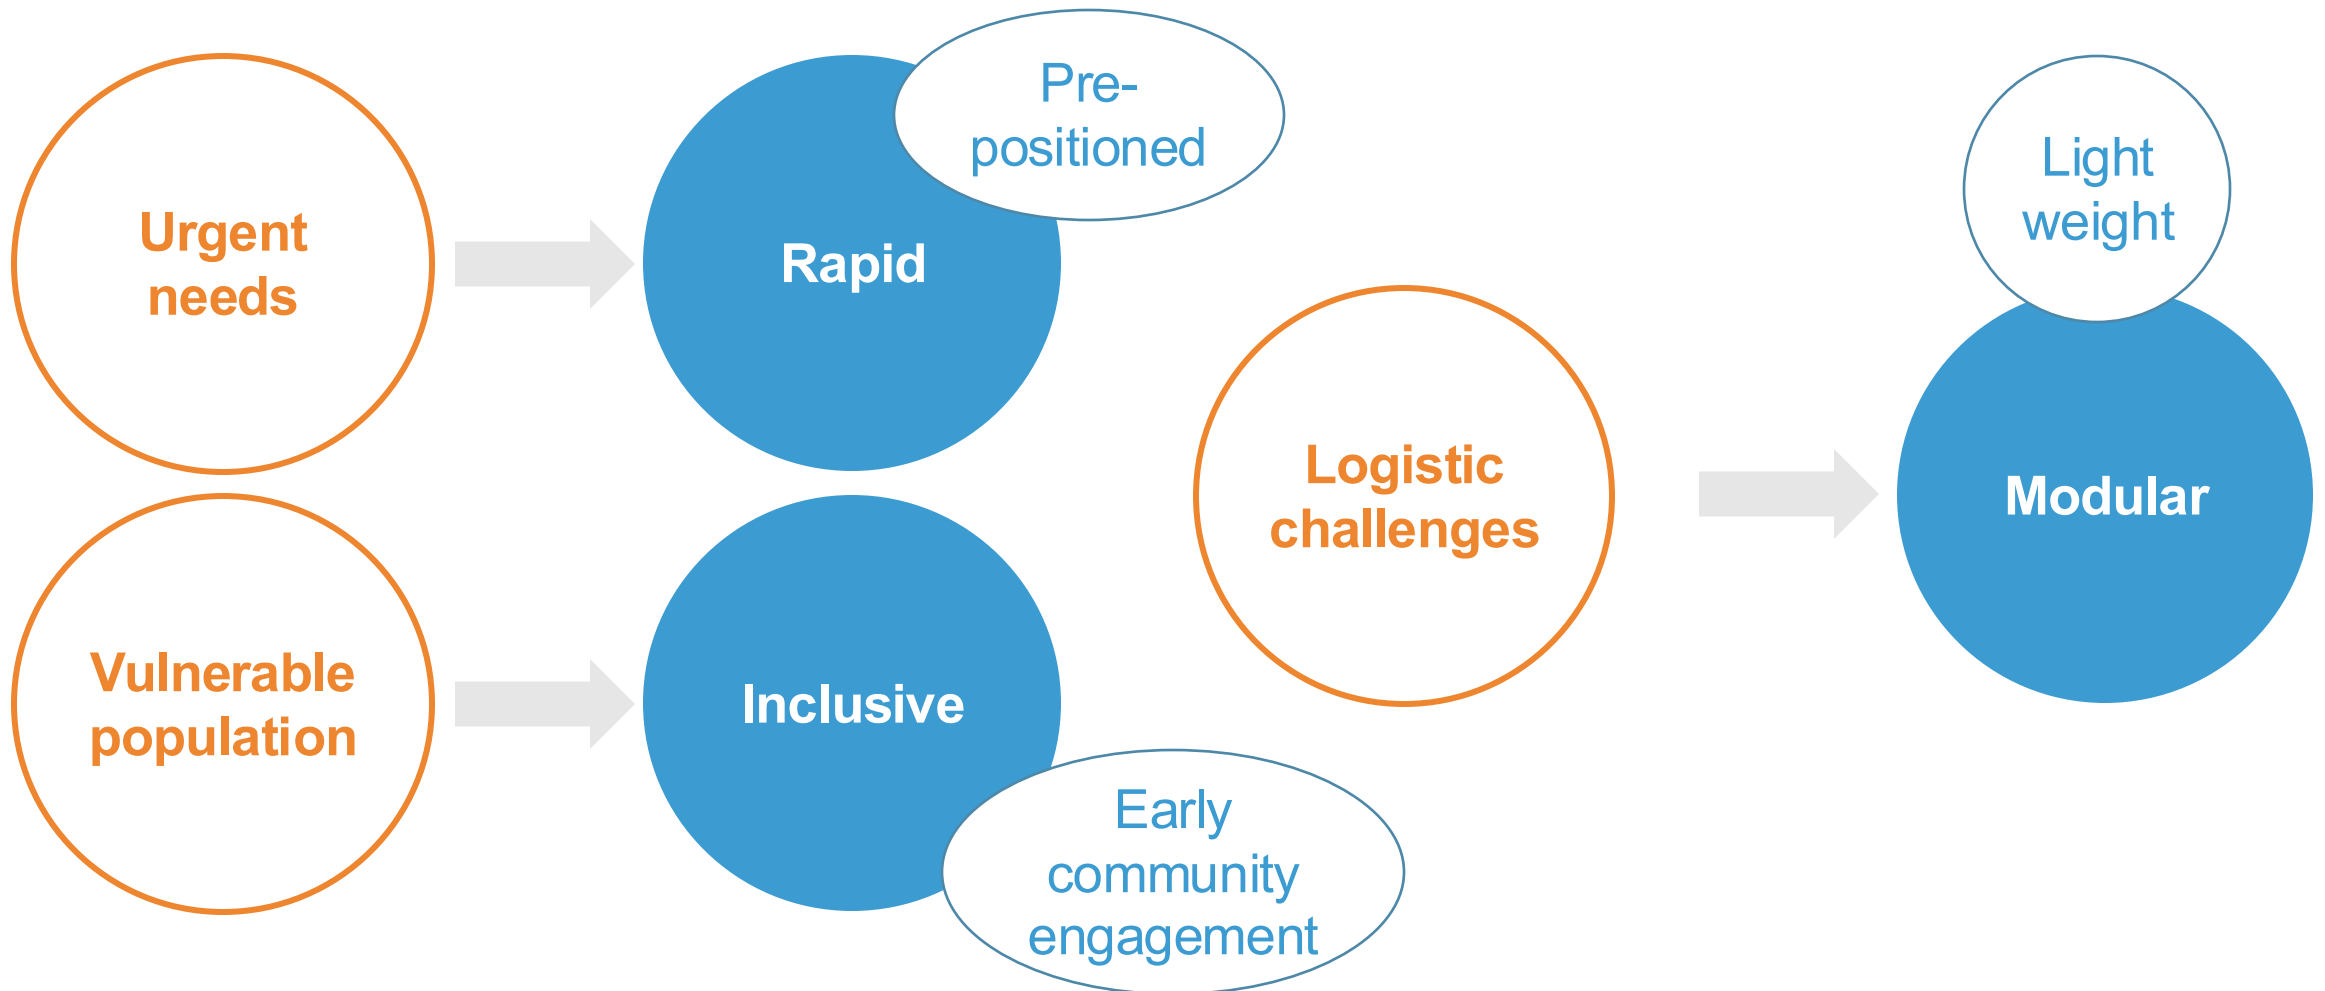 Urgent
needs
Rapid
Pre-
positioned
Vulnerable
population
Inclusive
Early
community
engagement
Logistic
challenges
Modular
Light
weight